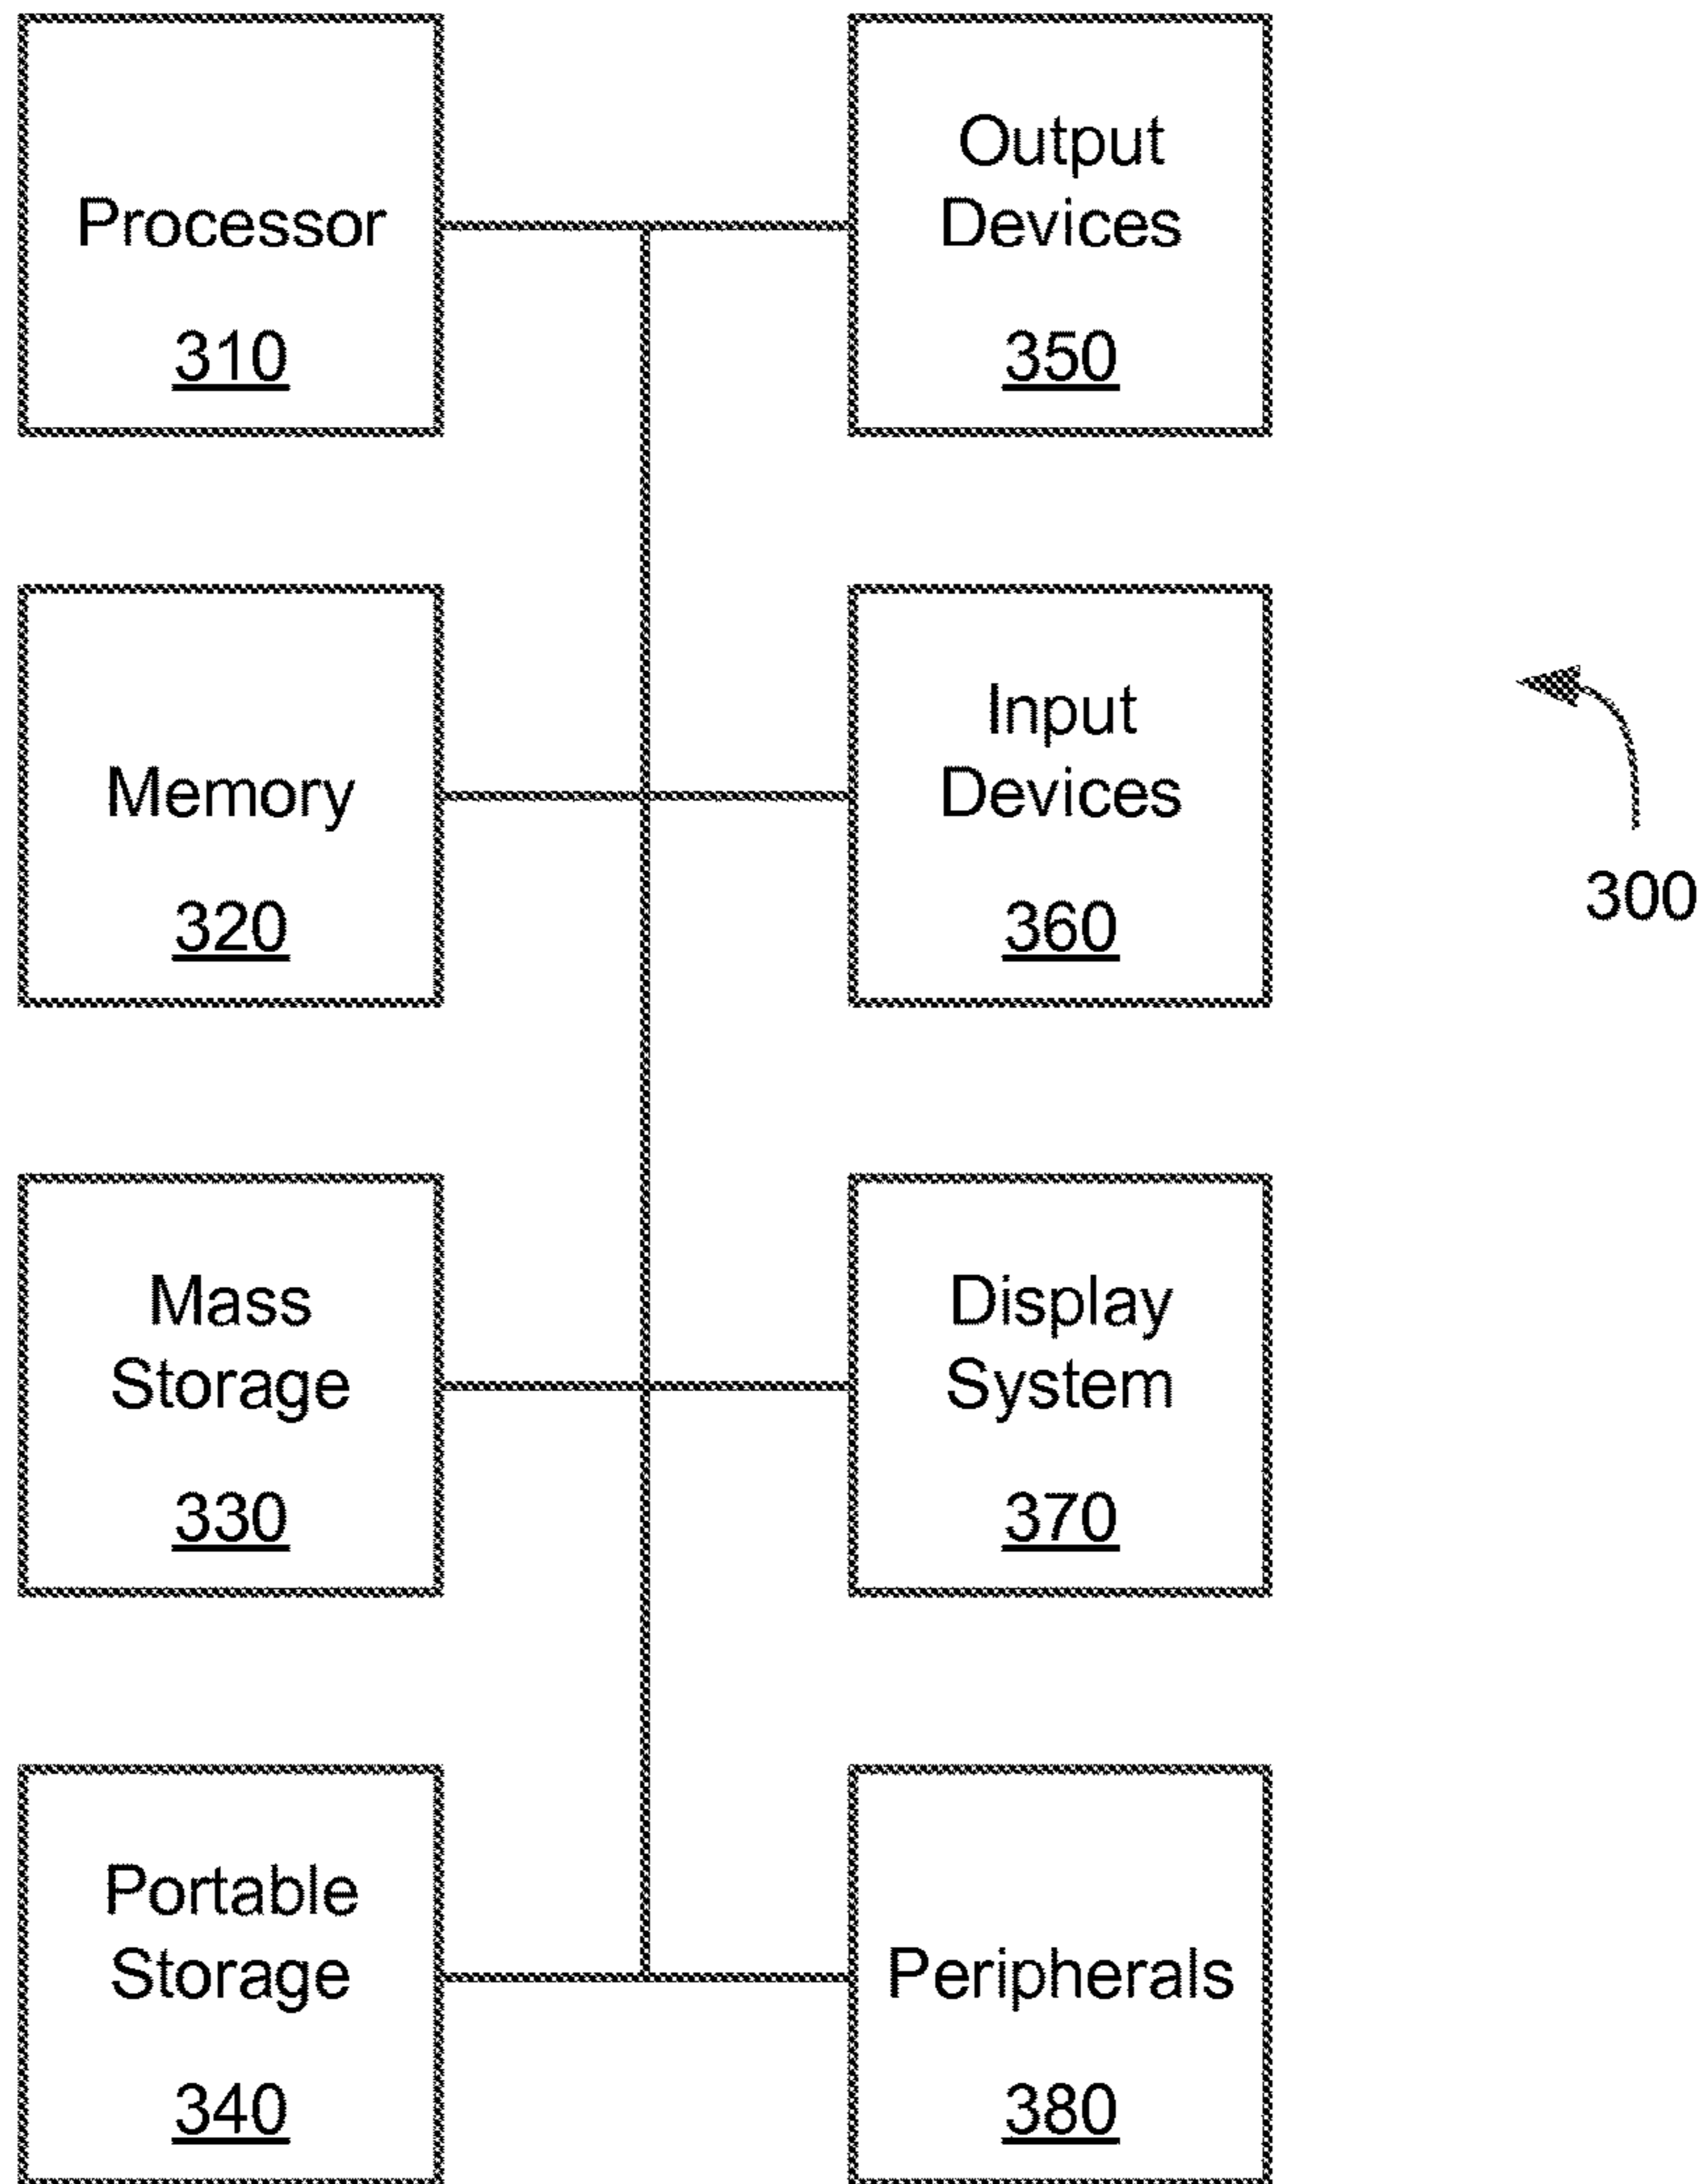 Processor
310
Output
Devices
350
Memory
320
Input
Devices
360
300
Mass
Storage
330
Display
System
370
Portable
Storage
340
Peripherals
380